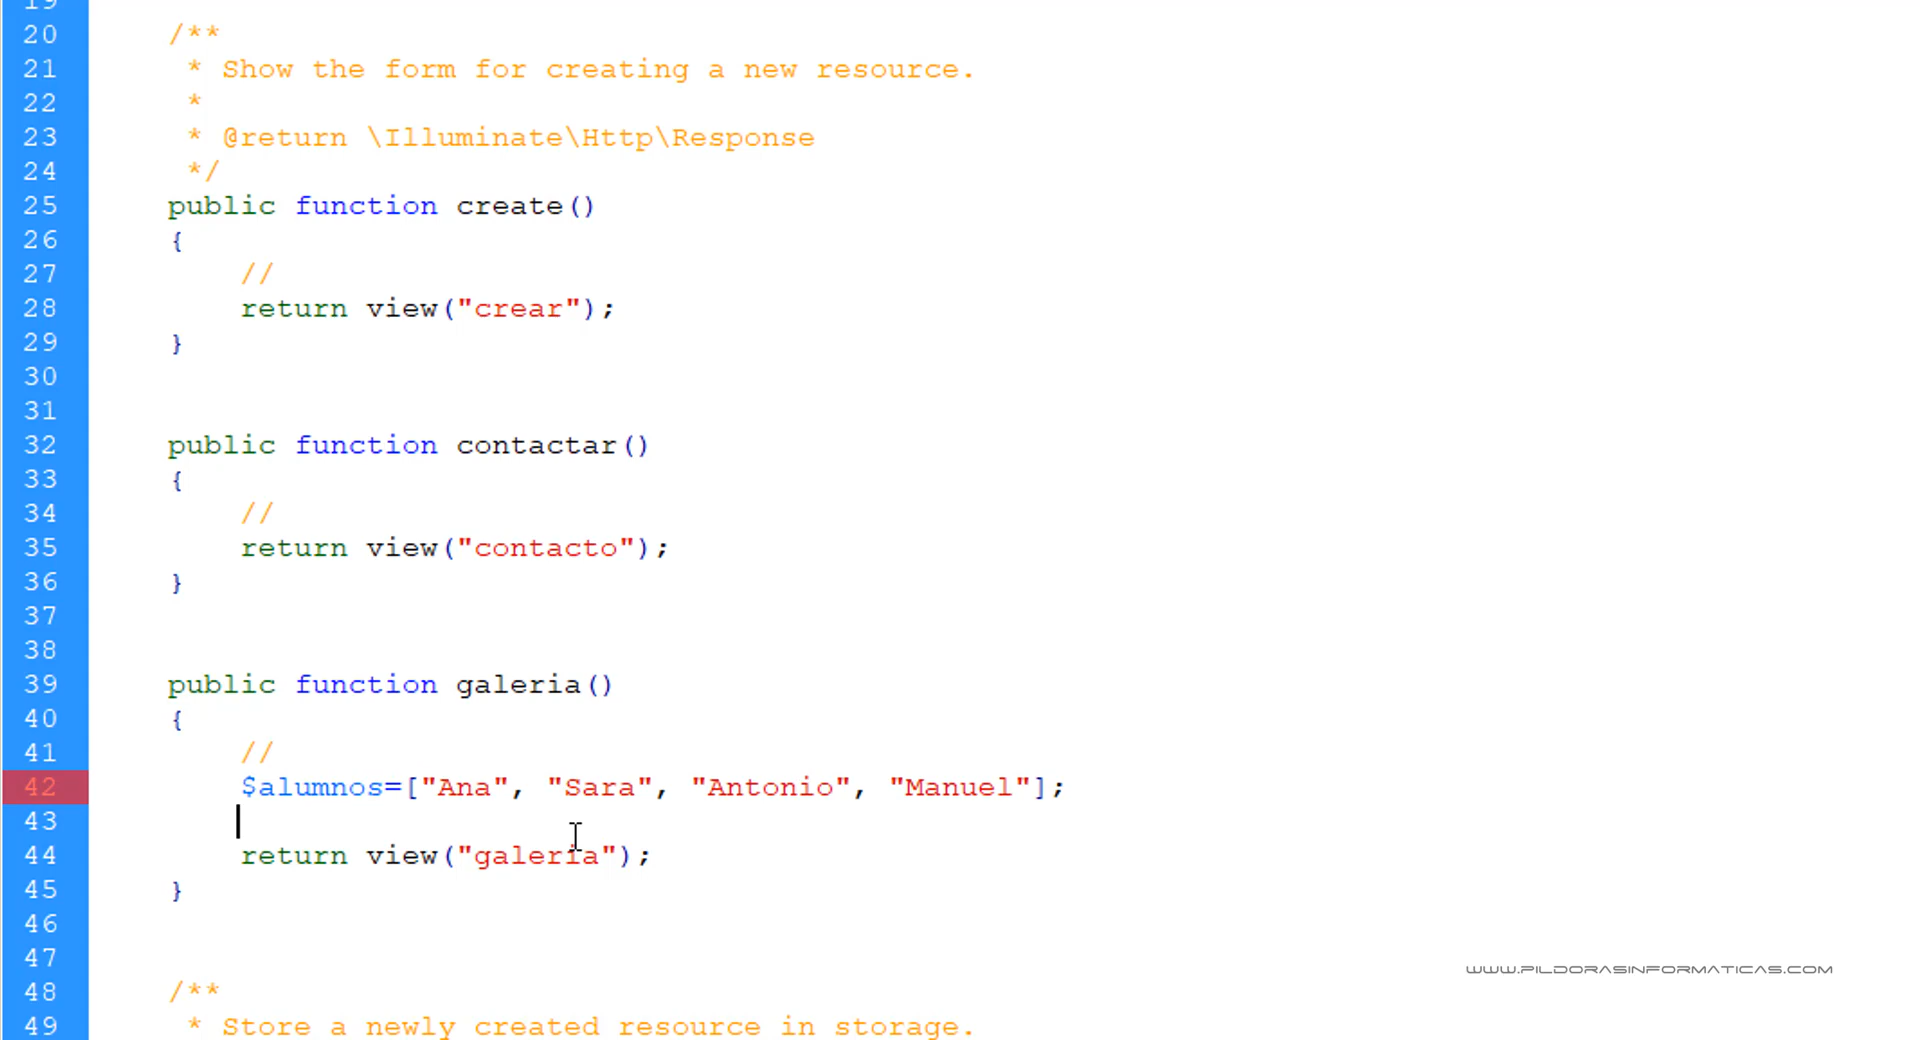 19
20 /**
21 * Show the form for creating a new resource.
22 *
23 * @return \Illuminate\Http\Response
24 */
25 public function create()
26 {
27 //
28 return view("crear");
29 }
30
31
32 public function contactar()
33 {
34 //
35 return view("contacto");
36 }
37
38
39 public function galeria()
40 {
41 //
42 $alumnos=["Ana", "Sara", "Antonio", "Manuel"];
43
44 return view("galeria");
45 }
46
47
WWW.PILDORASINFORMATICAS.COM
48 /**
49 * Store a newly created resource in storage.